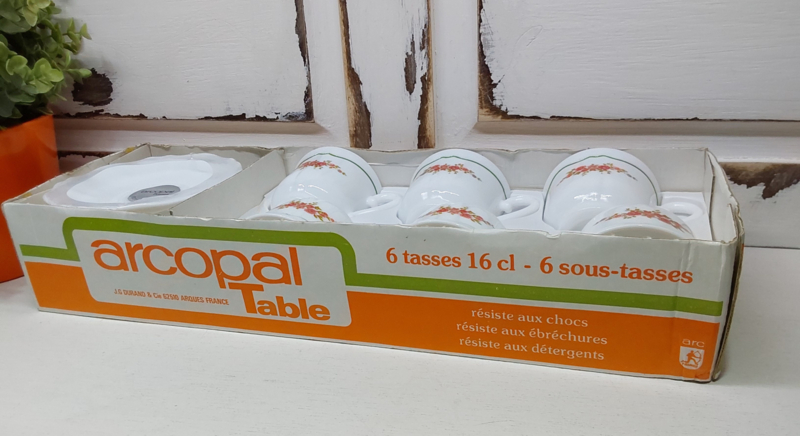 arcopal
Table
J.G DURAND & Cie 62510 ARQUES FRANCE
6 tasses 16 cl - 6 sous-tasses
résiste aux chocs
résiste aux ébréchures
résiste aux détergents
arc